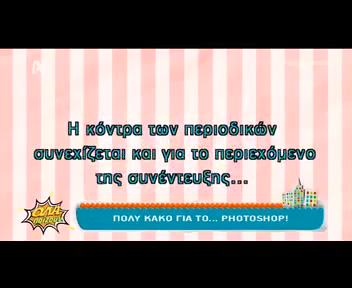 Η κόντρα των περιοδικών
συνεχίζεται και για το περιεχόμενο
της συνέντευξης...
ΠΟΛΥ ΚΑΚΟ ΓΙΑ ΤΟ... PHOTOSHOP!